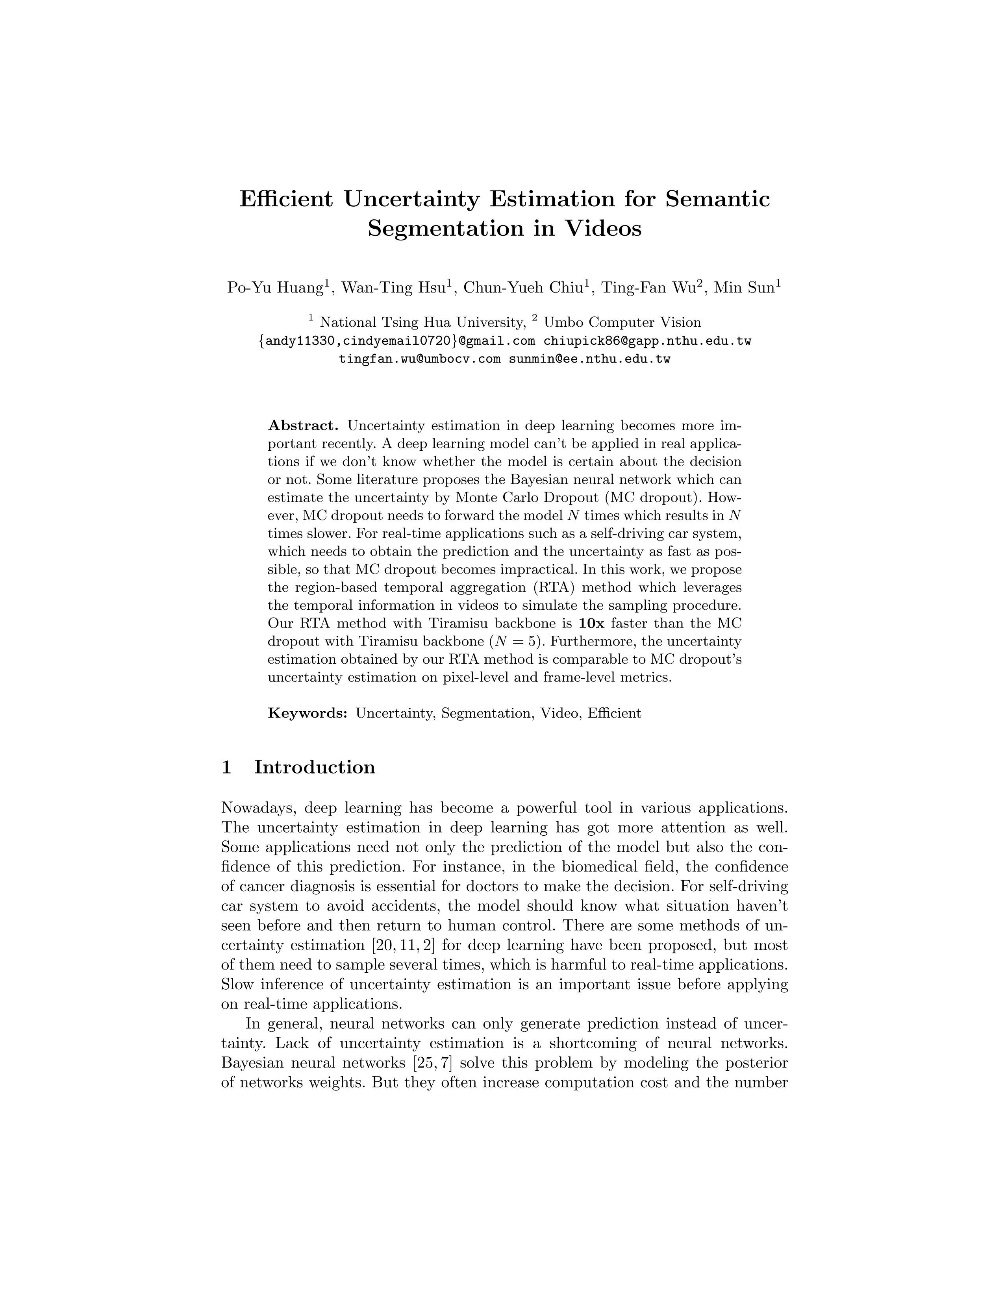 Efficient Uncertainty Estimation for Semantic
Segmentation in Videos
Po-Yu Huang1, Wan-Ting Hsu1, Chun-Yueh Chiu1, Ting-Fan Wu2, Min Sun1
1 National Tsing Hua University, 2 Umbo Computer Vision
{andy11330,cindyemail0720}@gmail.com chiupick86@gapp.nthu.edu.tw
tingfan.wu@umbocv.com sunmin@ee.nthu.edu.tw
Abstract. Uncertainty estimation in deep learning becomes more im-
portant recently. A deep learning model can't be applied in real applica-
tions if we don't know whether the model is certain about the decision
or not. Some literature proposes the Bayesian neural network which can
estimate the uncertainty by Monte Carlo Dropout (MC dropout). How-
ever, MC dropout needs to forward the model N times which results in N
times slower. For real-time applications such as a self-driving car system,
which needs to obtain the prediction and the uncertainty as fast as pos-
sible, so that MC dropout becomes impractical. In this work, we propose
the region-based temporal aggregation (RTA) method which leverages
the temporal information in videos to simulate the sampling procedure.
Our RTA method with Tiramisu backbone is 10x faster than the MC
dropout with Tiramisu backbone (N = 5). Furthermore, the uncertainty
estimation obtained by our RTA method is comparable to MC dropout's
uncertainty estimation on pixel-level and frame-level metrics.
Keywords: Uncertainty, Segmentation, Video, Efficient
1 Introduction
Nowadays, deep learning has become a powerful tool in various applications.
The uncertainty estimation in deep learning has got more attention as well.
Some applications need not only the prediction of the model but also the con-
fidence of this prediction. For instance, in the biomedical field, the confidence
of cancer diagnosis is essential for doctors to make the decision. For self-driving
car system to avoid accidents, the model should know what situation haven't
seen before and then return to human control. There are some methods of un-
certainty estimation [20, 11, 2] for deep learning have been proposed, but most
of them need to sample several times, which is harmful to real-time applications.
Slow inference of uncertainty estimation is an important issue before applying
on real-time applications.
In general, neural networks can only generate prediction instead of uncer-
tainty. Lack of uncertainty estimation is a shortcoming of neural networks.
Bayesian neural networks [25, 7] solve this problem by modeling the posterior
of networks weights. But they often increase computation cost and the number